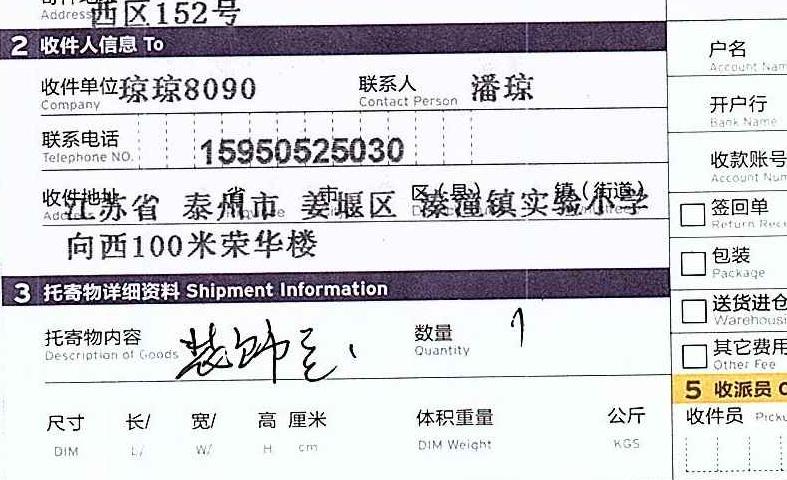 Address 西区152号
2 收件人信息 To
收件单位 琼琼8090 联系人 潘琼
Company Contact Person
联系电话
Telephone NO. 15950525030
收件地址 省 市 区(县) 镇(街道)
江苏省 泰州市 姜堰区 溱潼镇实验小学
向西100米荣华楼
3 托寄物详细资料 Shipment Information
托寄物内容 装饰 数量 1
Description of Goods Quantity
尺寸 长/ 宽/ 高 厘米 体积重量 公斤
DIM L/ W/ H cm DIM Weight KGS
户名
Account Nam
开户行
Bank Name
收款账号
Account Num
签回单
Return Rece
包装
Package
送货进仓
Warehousi
其它费用
Other Fee
5 收派员
收件员 Picku